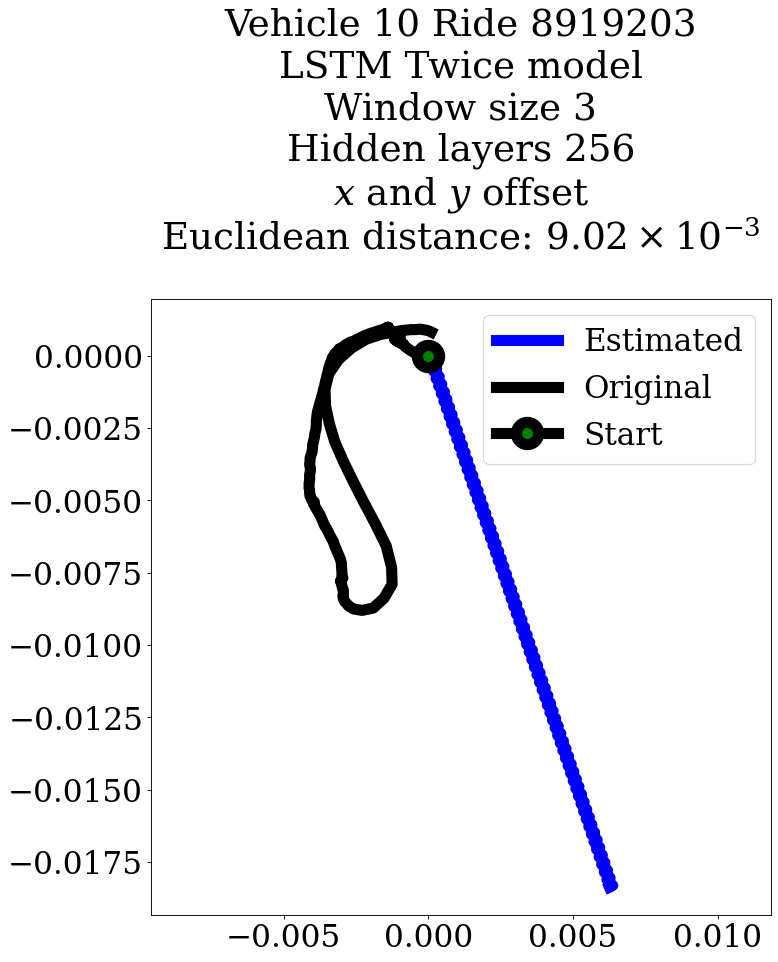 Vehicle 10 Ride 8919203
LSTM Twice model
Window size 3
Hidden layers 256
x and y offset
Euclidean distance: 9.02 × 10⁻³
Estimated
Original
Start
0.0000
−0.0025
−0.0050
−0.0075
−0.0100
−0.0125
−0.0150
−0.0175
−0.005 0.000 0.005 0.010